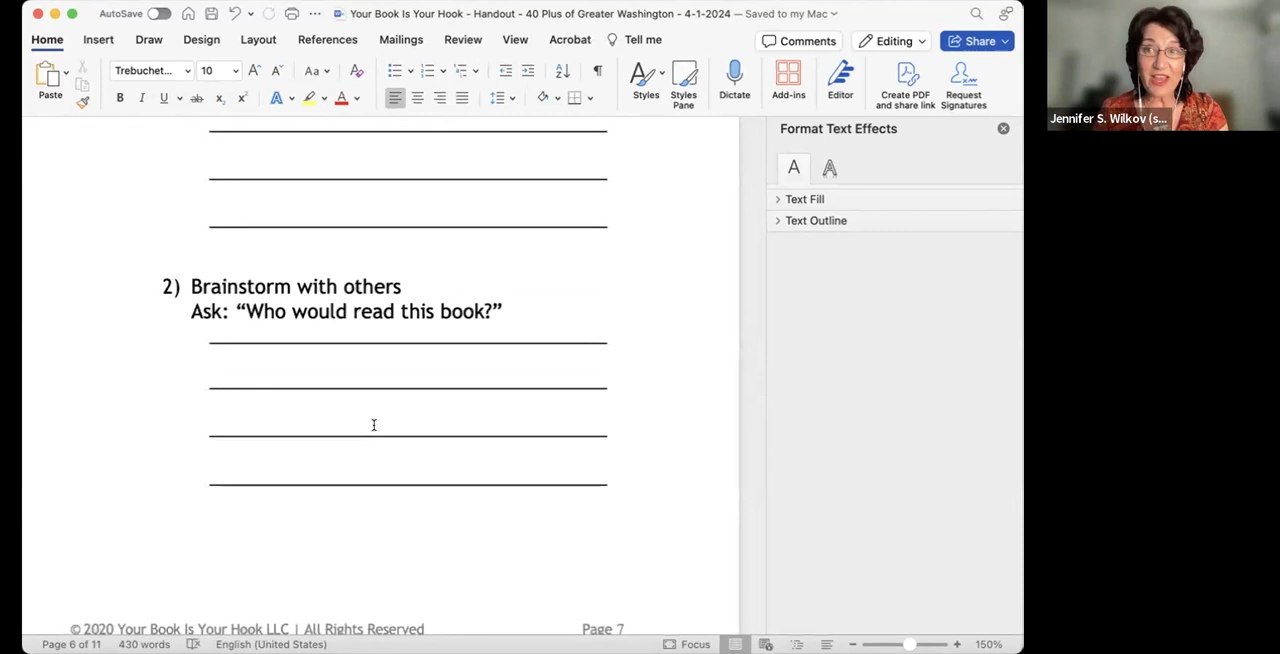 AutoSave
Your Book Is Your Hook - Handout - 40 Plus of Greater Washington - 4-1-2024 — Saved to my Mac
Home Insert Draw Design Layout References Mailings Review View Acrobat Tell me
Comments Editing Share
Paste
Trebuchet... 10
Styles
Styles Pane
Dictate
Add-ins
Editor
Create PDF and share link
Request Signatures
Jennifer S. Wilkov (s...
Format Text Effects
Text Fill
Text Outline
2) Brainstorm with others
Ask: “Who would read this book?”
© 2020 Your Book Is Your Hook LLC | All Rights Reserved Page 7
Page 6 of 11 430 words English (United States) Focus 150%